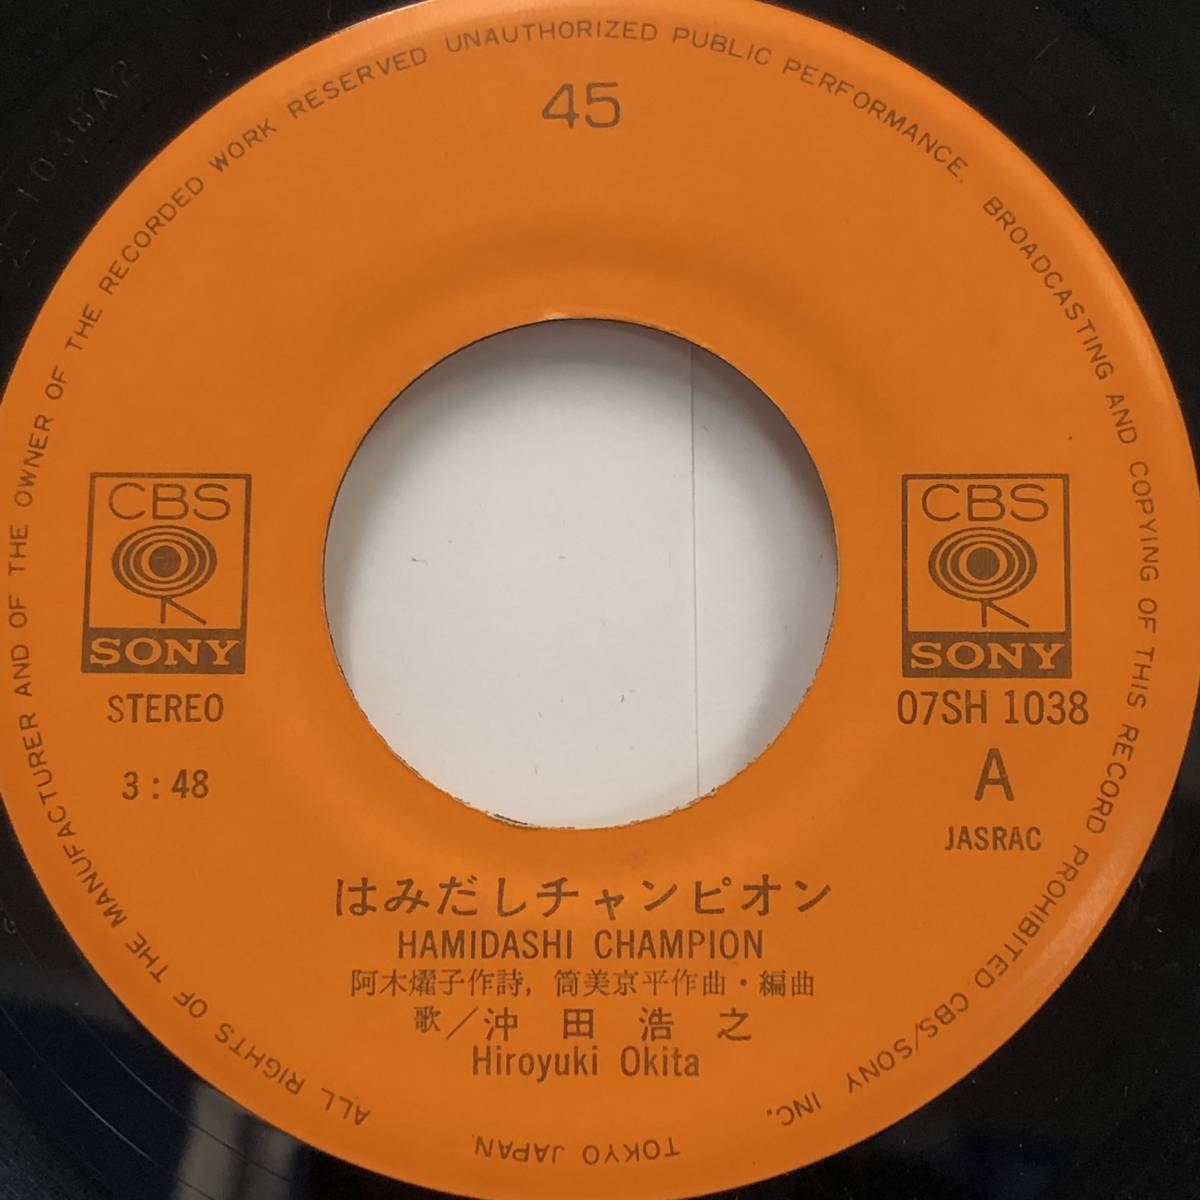 ALL RIGHTS OF THE MANUFACTURER AND OF THE OWNER OF THE RECORDED WORK RESERVED UNAUTHORIZED PUBLIC PERFORMANCE. BROADCASTING AND COPYING OF THIS RECORD PROHIBITED. CBS/SONY INC.
TOKYO JAPAN.
45
CBS
SONY
STEREO
3:48
CBS
SONY
07SH 1038
A
JASRAC
はみだしチャンピオン
HAMIDASHI CHAMPION
阿木燿子作詩, 筒美京平作曲・編曲
歌/沖田浩之
Hiroyuki Okita